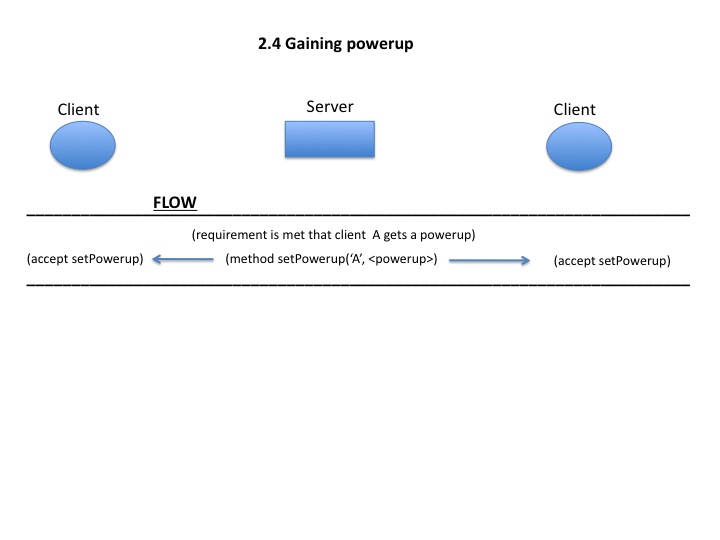 2.4 Gaining powerup
Client
Server
Client
FLOW
(requirement is met that client  A gets a powerup)
(accept setPowerup)
(method setPowerup(‘A’, <powerup>)
(accept setPowerup)